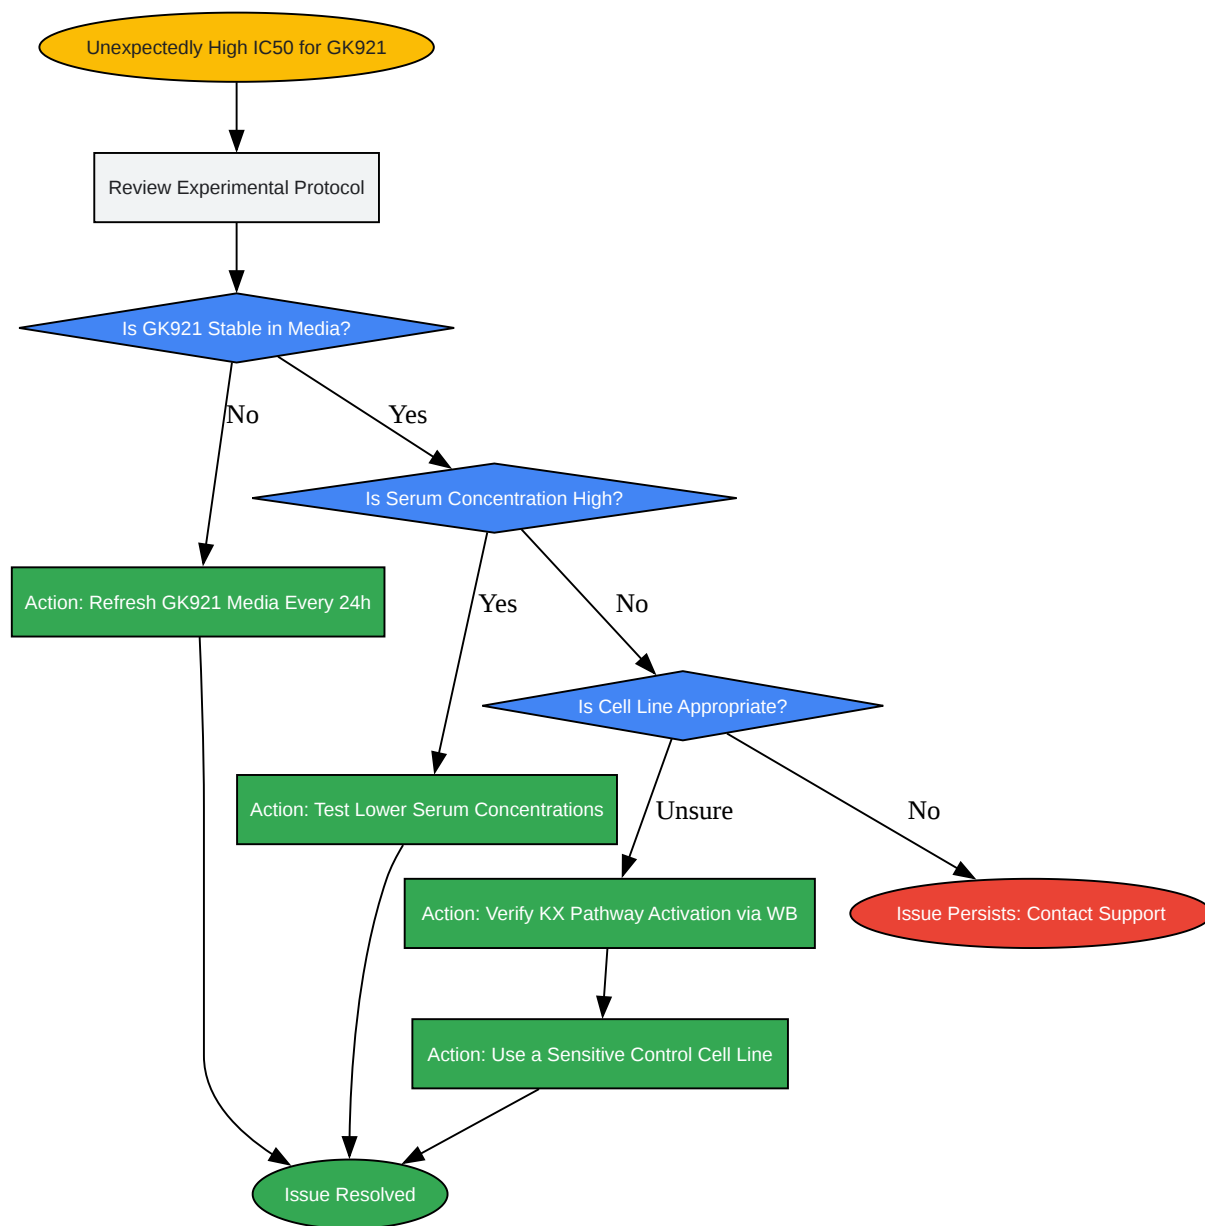 Unexpectedly High IC50 for GK921
Review Experimental Protocol
Is GK921 Stable in Media?
No
Yes
Is Serum Concentration High?
Action: Refresh GK921 Media Every 24h
Yes
No
Is Cell Line Appropriate?
Action: Test Lower Serum Concentrations
Unsure
No
Action: Verify KX Pathway Activation via WB
Issue Persists: Contact Support
Action: Use a Sensitive Control Cell Line
Issue Resolved